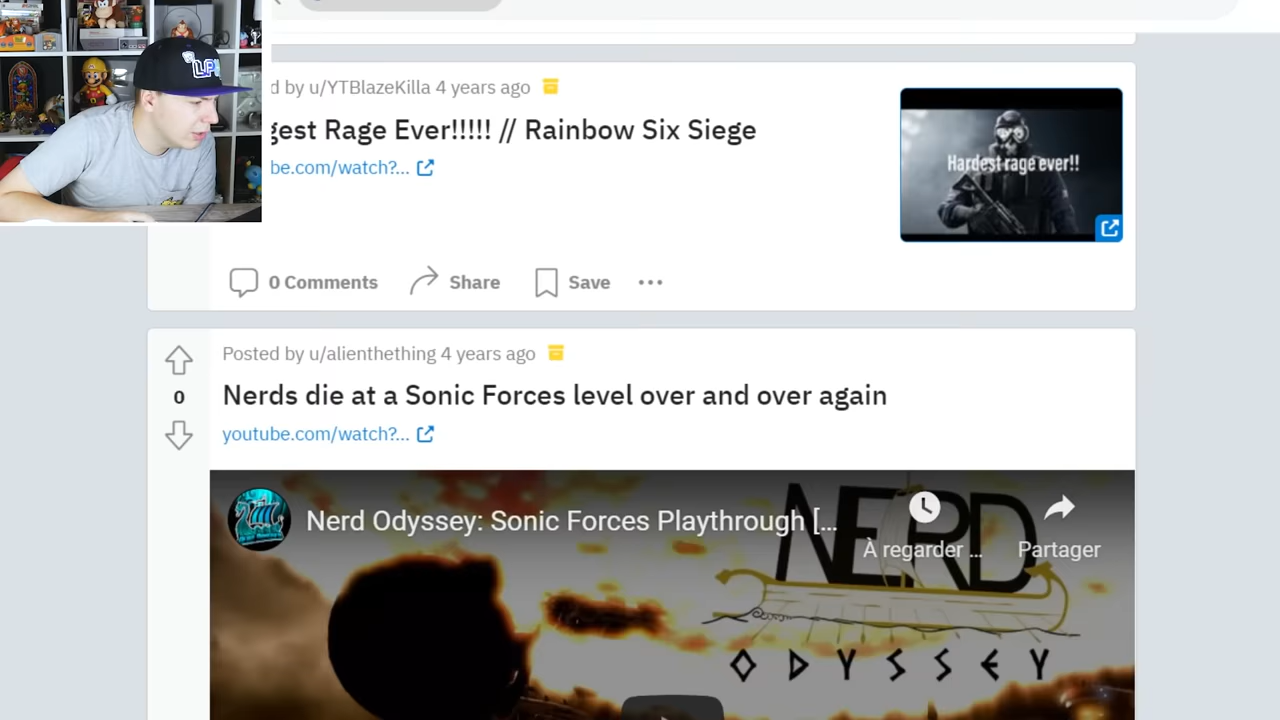 d by u/YTBlazeKilla 4 years ago
gest Rage Ever!!!!! // Rainbow Six Siege
be.com/watch?...
Hardest rage ever!!
0 Comments
Share
Save
Posted by u/alienthething 4 years ago
0
Nerds die at a Sonic Forces level over and over again
youtube.com/watch?...
Nerd Odyssey: Sonic Forces Playthrough [...
À regarder ...
Partager
NERD
ODYSSEY